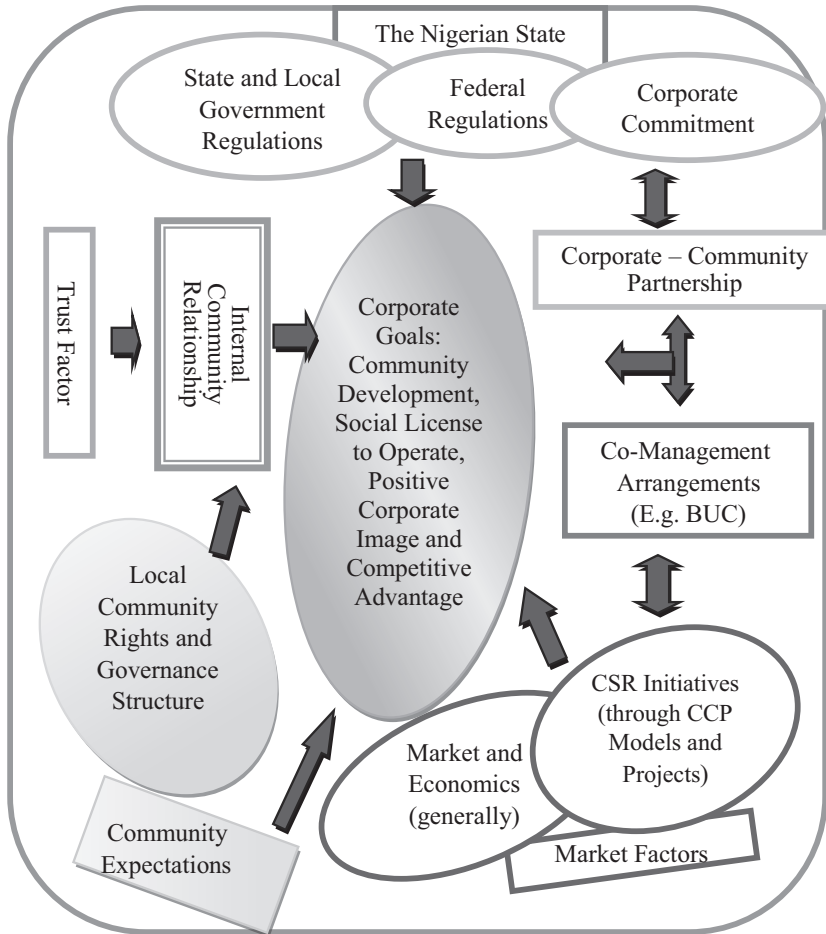 The Nigerian State
State and Local
Government
Regulations
Federal
Regulations
Corporate
Commitment
Trust Factor
Internal
Community
Relationship
Corporate
Goals:
Community
Development,
Social License
to Operate,
Positive
Corporate
Image and
Competitive
Advantage
Corporate – Community
Partnership
Co-Management
Arrangements
(E.g. BUC)
Local
Community
Rights and
Governance
Structure
CSR Initiatives
(through CCP
Models and
Projects)
Market and
Economics
(generally)
Market Factors
Community
Expectations